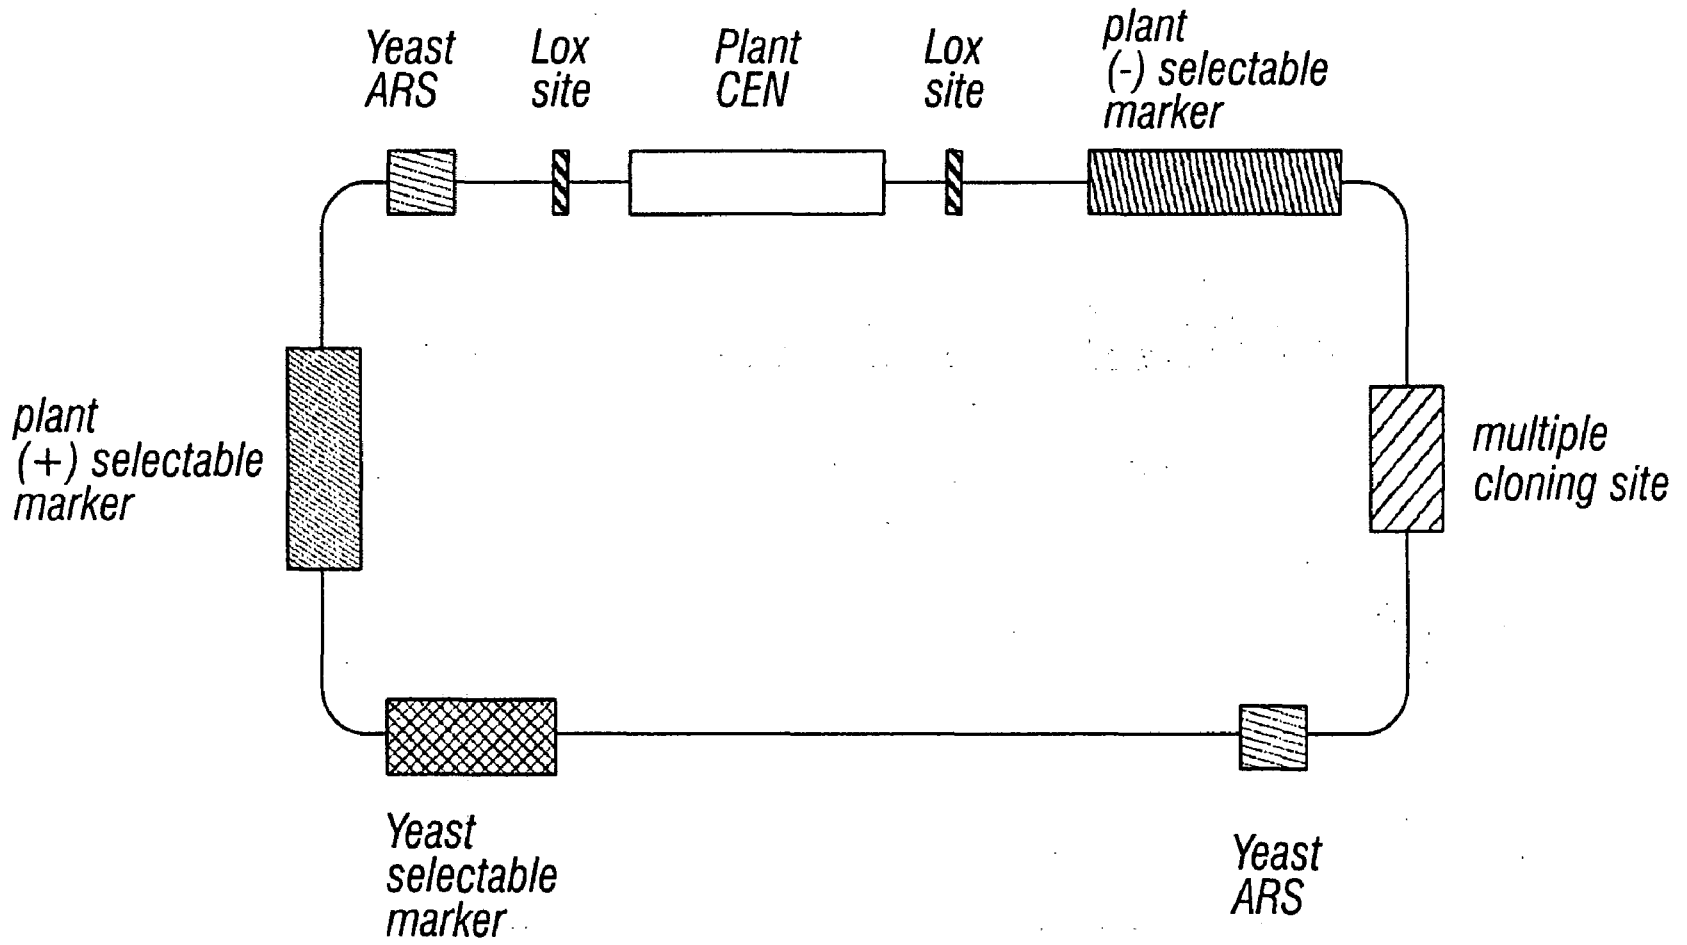 Yeast
ARS
Lox
site
Plant
CEN
Lox
site
plant
(-) selectable
marker
plant
(+) selectable
marker
multiple
cloning site
Yeast
selectable
marker
Yeast
ARS